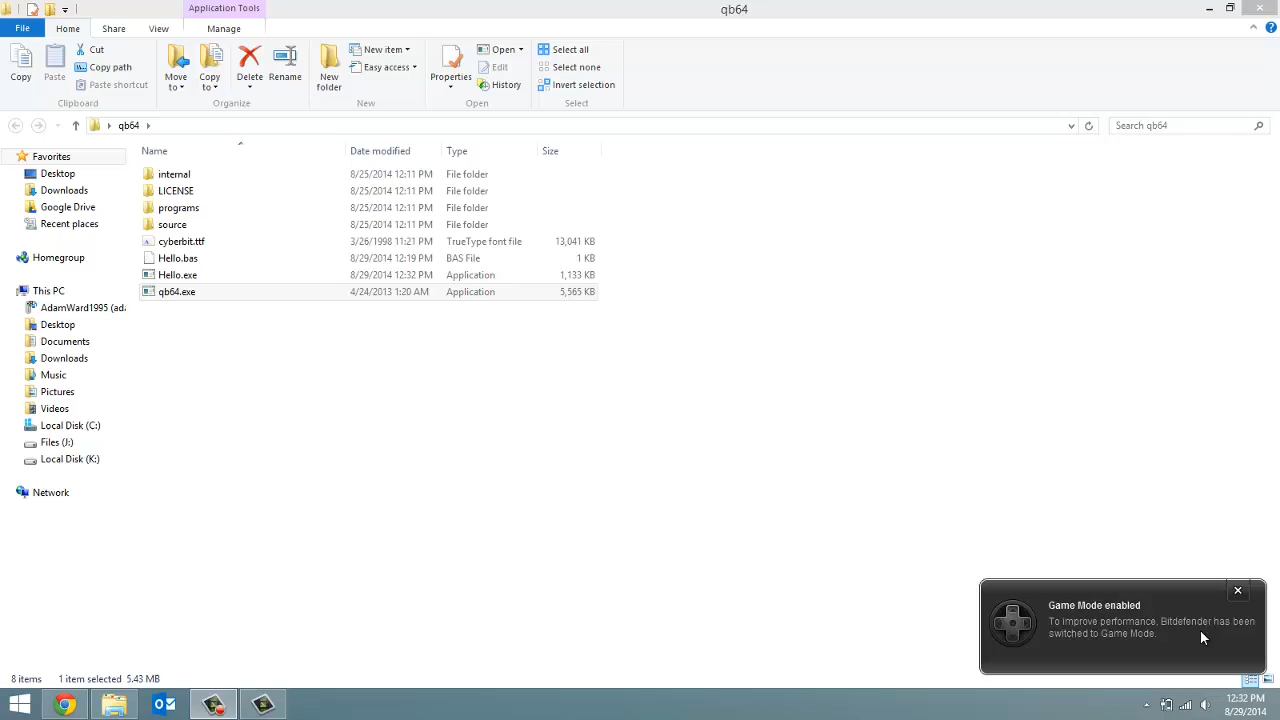 Application Tools
qb64
File
Home
Share
View
Manage
Copy
Paste
Cut
Copy path
Paste shortcut
Clipboard
Move to
Copy to
Delete
Rename
Organize
New folder
New item
Easy access
New
Properties
Open
Edit
History
Open
Select all
Select none
Invert selection
Select
qb64
Search qb64
Name Date modified Type Size
internal 8/25/2014 12:11 PM File folder
LICENSE 8/25/2014 12:11 PM File folder
programs 8/25/2014 12:11 PM File folder
source 8/25/2014 12:11 PM File folder
cyberbit.ttf 3/26/1998 11:21 PM TrueType font file 13,041 KB
Hello.bas 8/29/2014 12:19 PM BAS File 1 KB
Hello.exe 8/29/2014 12:32 PM Application 1,133 KB
qb64.exe 4/24/2013 1:20 AM Application 5,565 KB
Favorites
Desktop
Downloads
Google Drive
Recent places
Homegroup
This PC
AdamWard1995 (ada
Desktop
Documents
Downloads
Music
Pictures
Videos
Local Disk (C:)
Files (J:)
Local Disk (K:)
Network
Game Mode enabled
To improve performance, Bitdefender has been
switched to Game Mode.
8 items 1 item selected 5.43 MB
12:32 PM
8/29/2014